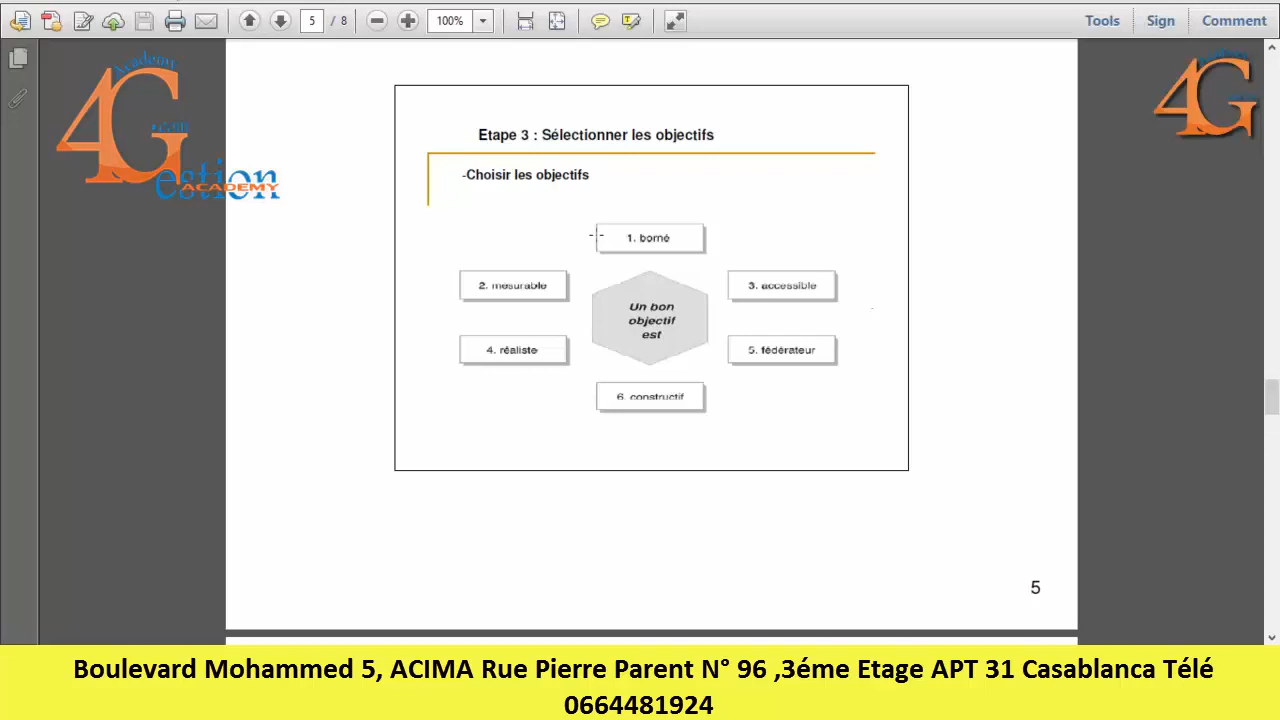 5 / 8
100%
Tools
Sign
Comment
Academy
4G
estion
ACADEMY
4G
Etape 3 : Sélectionner les objectifs
-Choisir les objectifs
1. borné
2. mesurable
3. accessible
Un bon
objectif
est
4. réaliste
5. fédérateur
6. constructif
5
Boulevard Mohammed 5, ACIMA Rue Pierre Parent N° 96 ,3éme Etage APT 31 Casablanca Télé
0664481924